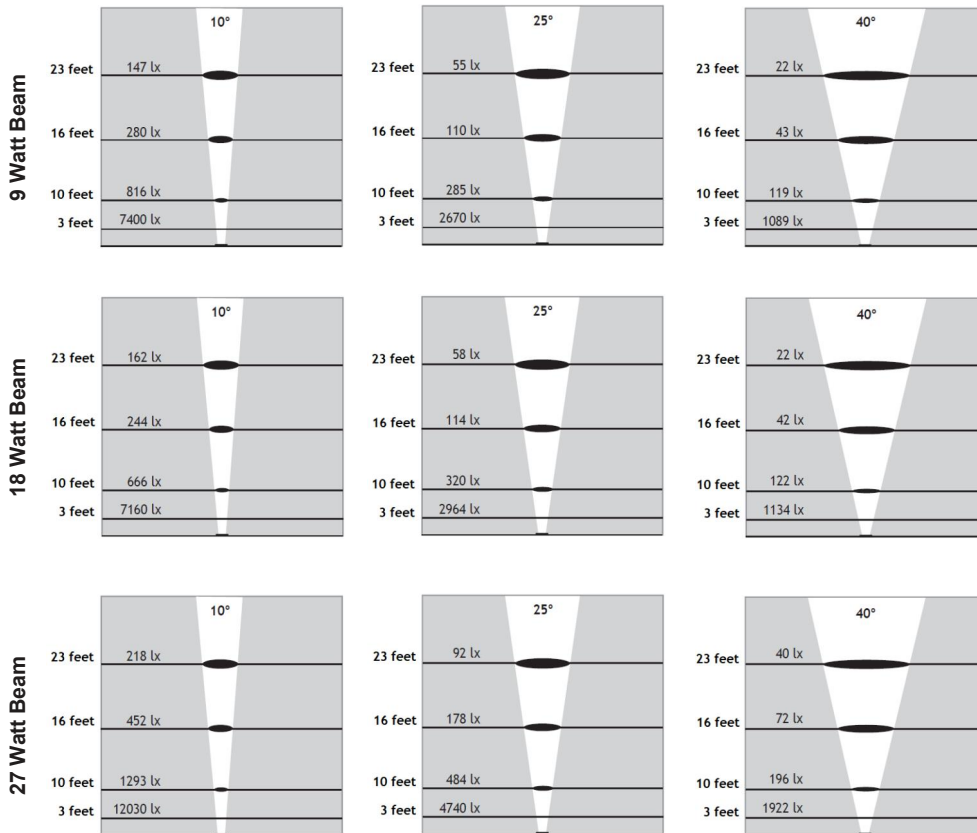 9 Watt Beam
10°
23 feet 147 lx
16 feet 280 lx
10 feet 816 lx
3 feet 7400 lx
25°
23 feet 55 lx
16 feet 110 lx
10 feet 285 lx
3 feet 2670 lx
40°
23 feet 22 lx
16 feet 43 lx
10 feet 119 lx
3 feet 1089 lx
18 Watt Beam
10°
23 feet 162 lx
16 feet 244 lx
10 feet 666 lx
3 feet 7160 lx
25°
23 feet 58 lx
16 feet 114 lx
10 feet 320 lx
3 feet 2964 lx
40°
23 feet 22 lx
16 feet 42 lx
10 feet 122 lx
3 feet 1134 lx
27 Watt Beam
10°
23 feet 218 lx
16 feet 452 lx
10 feet 1293 lx
3 feet 12030 lx
25°
23 feet 92 lx
16 feet 178 lx
10 feet 484 lx
3 feet 4740 lx
40°
23 feet 40 lx
16 feet 72 lx
10 feet 196 lx
3 feet 1922 lx